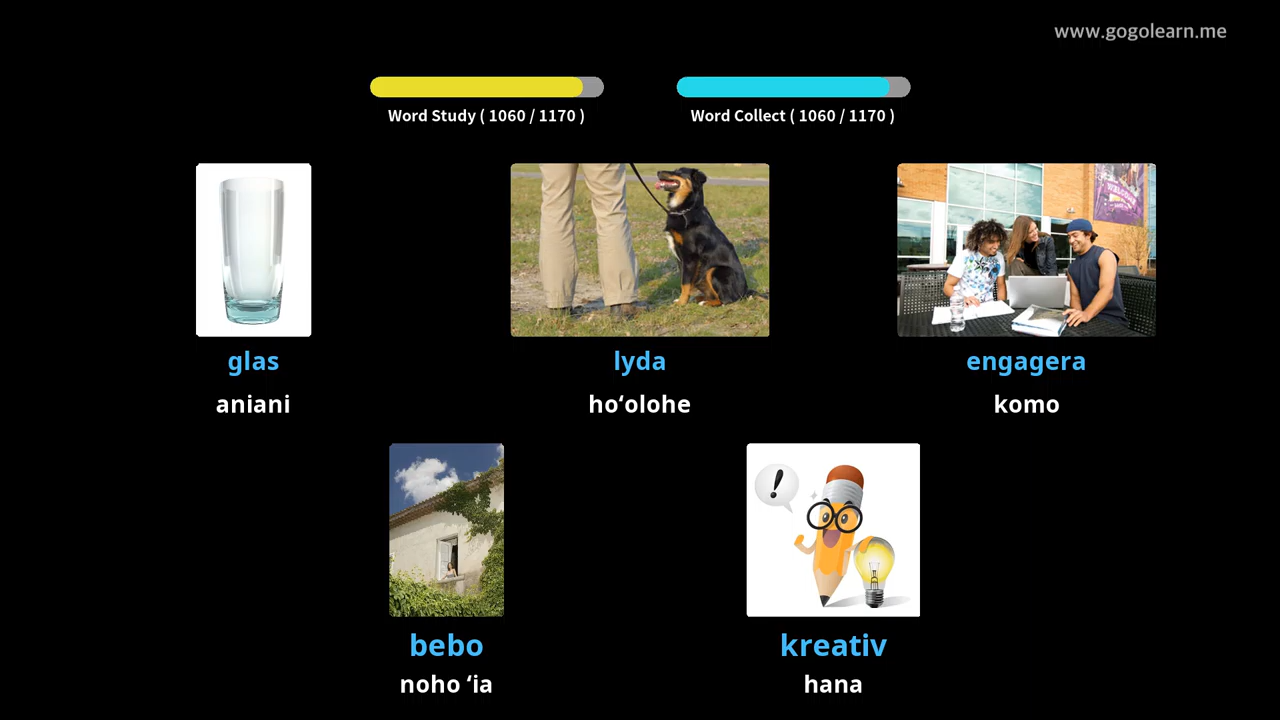 www.gogolearn.me
Word Study ( 1060 / 1170 )
Word Collect ( 1060 / 1170 )
WELCOME
glas
lyda
engagera
aniani
hoʻolohe
komo
!
bebo
kreativ
noho ʻia
hana